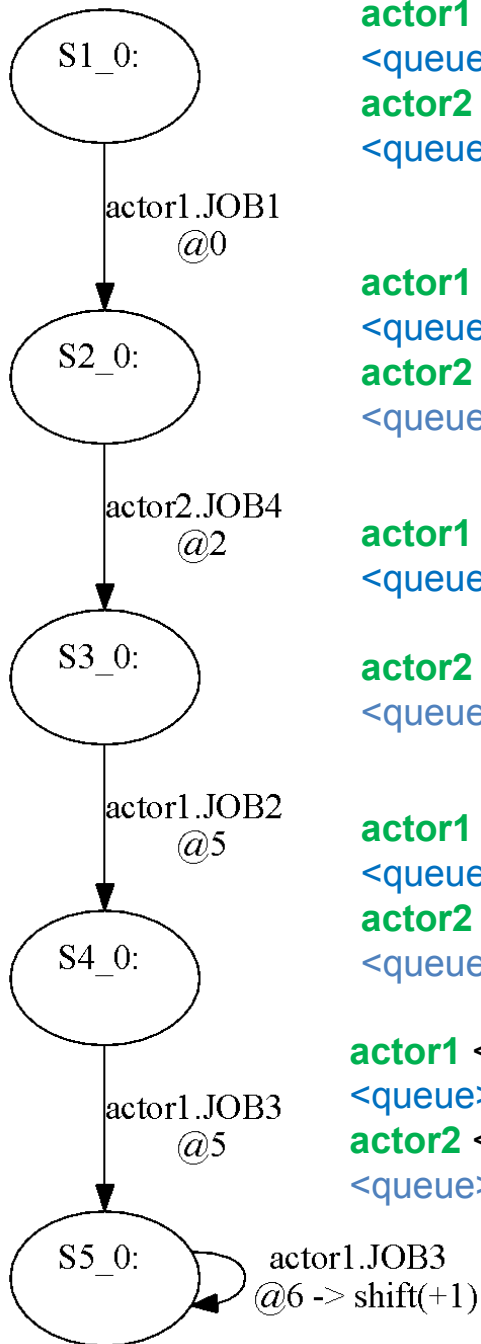 S1_0:
actor1
<queue
actor2
<queue
actor1.JOB1
@0
S2_0:
actor1
<queue
actor2
<queue
actor2.JOB4
@2
S3_0:
actor1
<queue
actor2
<queue
actor1.JOB2
@5
S4_0:
actor1
<queue
actor2
<queue
actor1.JOB3
@5
actor1 <
<queue>
actor2 <
<queue>
S5_0:
actor1.JOB3
@6 -> shift(+1)